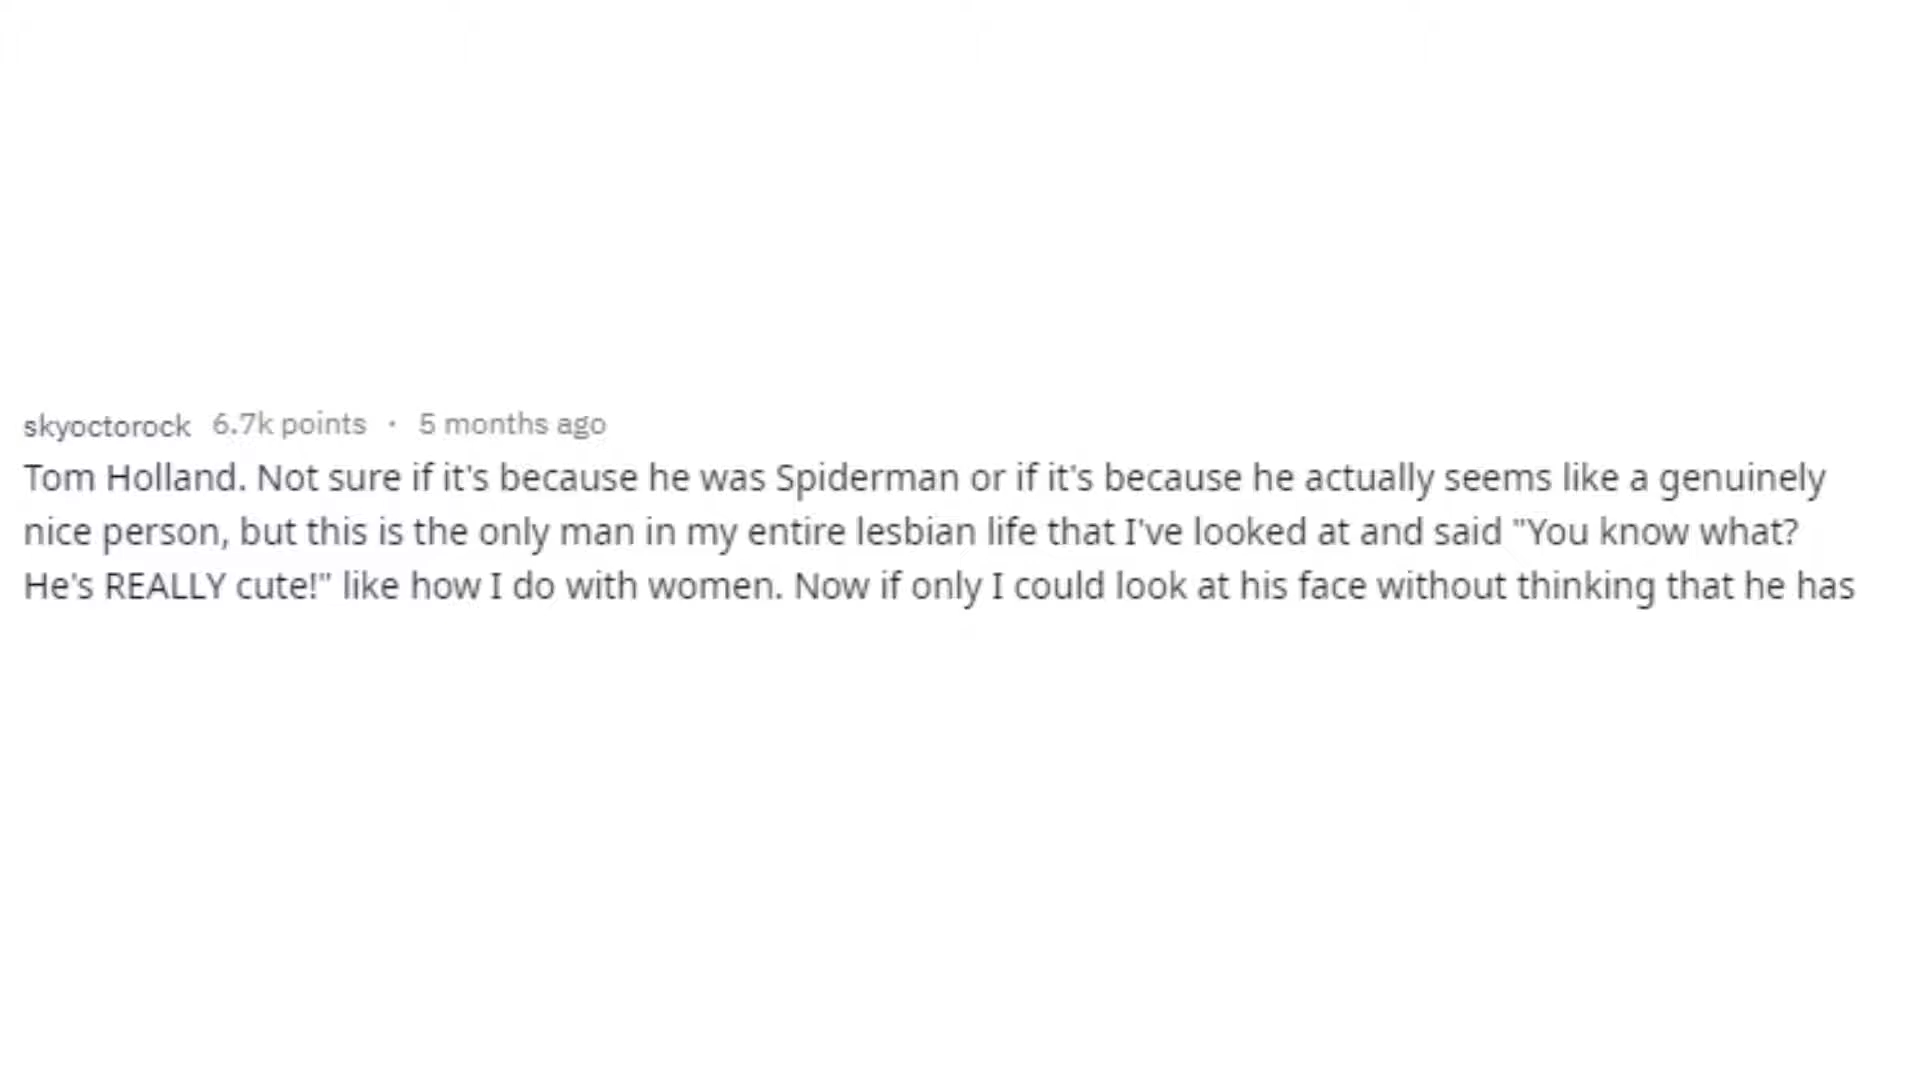 skyoctorock 6.7k points · 5 months ago
Tom Holland. Not sure if it's because he was Spiderman or if it's because he actually seems like a genuinely
nice person, but this is the only man in my entire lesbian life that I've looked at and said "You know what?
He's REALLY cute!" like how I do with women. Now if only I could look at his face without thinking that he has